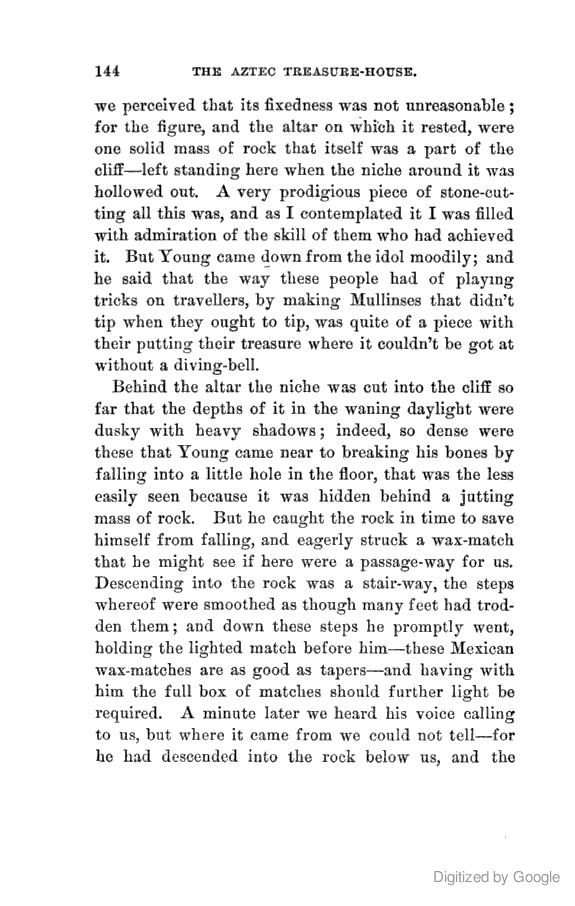 144 THE AZTEC TREASURE-HOUSE.
we perceived that its fixedness was not unreasonable;
for the figure, and the altar on which it rested, were
one solid mass of rock that itself was a part of the
cliff—left standing here when the niche around it was
hollowed out. A very prodigious piece of stone-cut-
ting all this was, and as I contemplated it I was filled
with admiration of the skill of them who had achieved
it. But Young came down from the idol moodily; and
he said that the way these people had of playing
tricks on travellers, by making Mullinses that didn't
tip when they ought to tip, was quite of a piece with
their putting their treasure where it couldn't be got at
without a diving-bell.
Behind the altar the niche was cut into the cliff so
far that the depths of it in the waning daylight were
dusky with heavy shadows; indeed, so dense were
these that Young came near to breaking his bones by
falling into a little hole in the floor, that was the less
easily seen because it was hidden behind a jutting
mass of rock. But he caught the rock in time to save
himself from falling, and eagerly struck a wax-match
that he might see if here were a passage-way for us.
Descending into the rock was a stair-way, the steps
whereof were smoothed as though many feet had trod-
den them; and down these steps he promptly went,
holding the lighted match before him—these Mexican
wax-matches are as good as tapers—and having with
him the full box of matches should further light be
required. A minute later we heard his voice calling
to us, but where it came from we could not tell—for
he had descended into the rock below us, and the
Digitized by Google